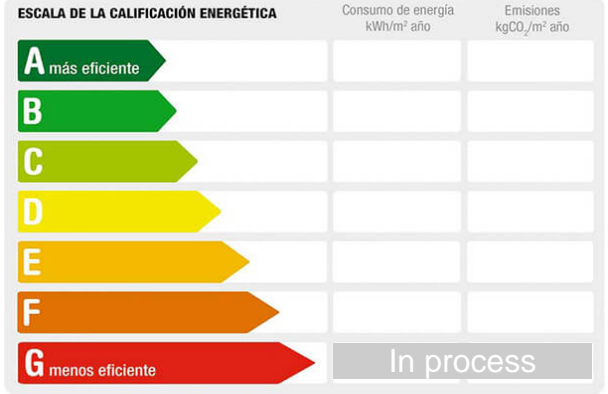 ESCALA DE LA CALIFICACIÓN ENERGÉTICA
Consumo de energía
kWh/m² año
Emisiones
kgCO₂/m² año
A más eficiente
B
C
D
E
F
G menos eficiente
In process